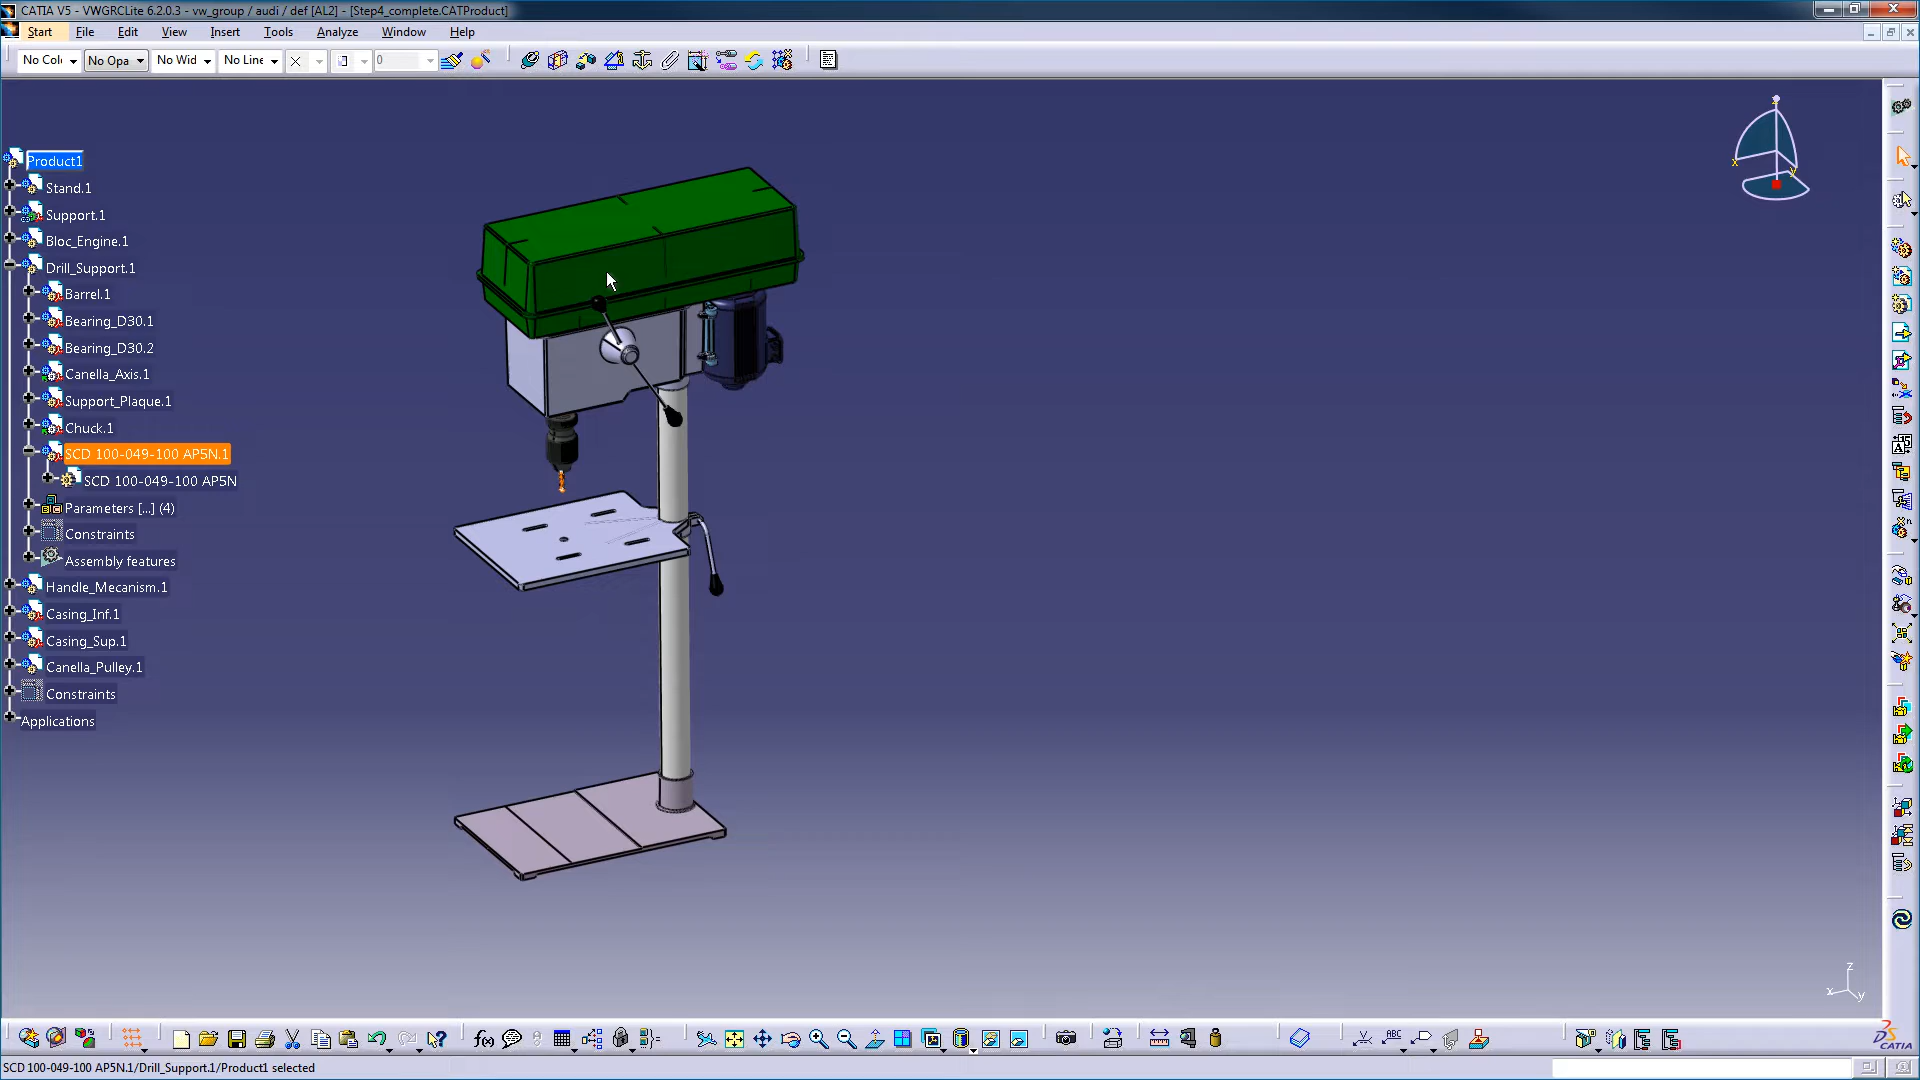 CATIA V5 - VWGRCLite 6.2.0.3 - vw_group / audi / def [AL2] - [Step4_complete.CATProduct]
Start File Edit View Insert Tools Analyze Window Help
No Col No Opa No Wid No Line 0
Product1
Stand.1
Support.1
Bloc_Engine.1
Drill_Support.1
Barrel.1
Bearing_D30.1
Bearing_D30.2
Canella_Axis.1
Support_Plaque.1
Chuck.1
SCD 100-049-100 AP5N.1
SCD 100-049-100 AP5N
Parameters [...] (4)
Constraints
Assembly features
Handle_Mecanism.1
Casing_Inf.1
Casing_Sup.1
Canella_Pulley.1
Constraints
Applications
x
y
z
x
y
f(x)
ABC
CATIA
SCD 100-049-100 AP5N.1/Drill_Support.1/Product1 selected